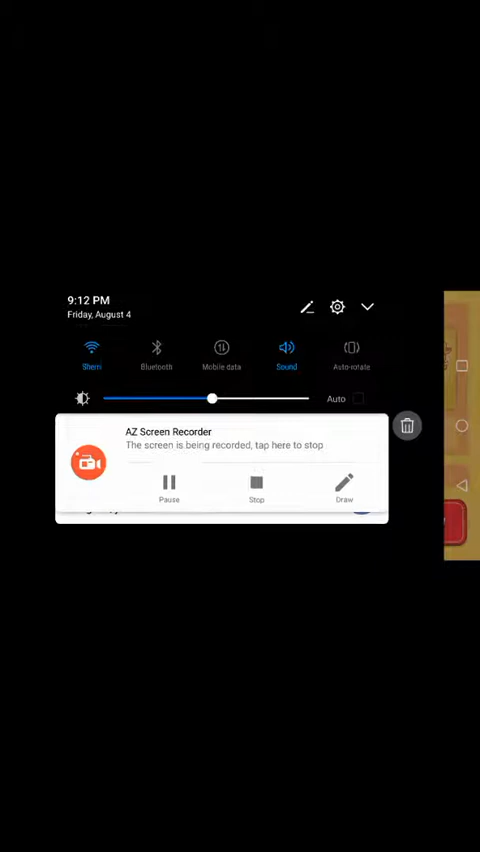 9:12 PM
Friday, August 4
Sherri
Bluetooth
Mobile data
Sound
Auto-rotate
Auto
AZ Screen Recorder
The screen is being recorded, tap here to stop
Pause
Stop
Draw